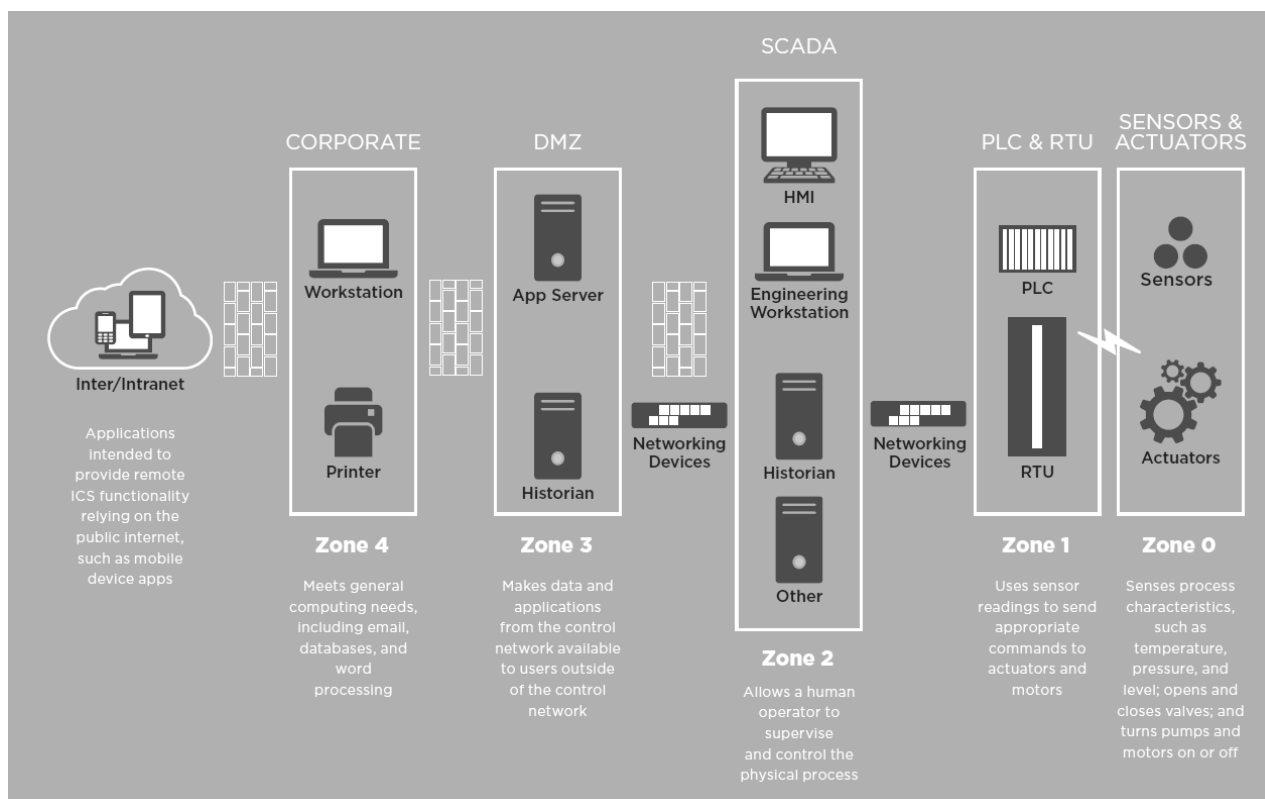 SCADA
HMI
Engineering
Workstation
Historian
Other
Zone 2
Allows a human
operator to
supervise
and control the
physical process
CORPORATE
Workstation
Printer
Zone 4
Meets general
computing needs,
including email,
databases, and
word
processing
DMZ
App Server
Historian
Zone 3
Makes data and
applications
from the control
network available
to users outside
of the control
network
Inter/Intranet
Applications
intended to
provide remote
ICS functionality
relying on the
public internet,
such as mobile
device apps
Networking
Devices
Networking
Devices
PLC & RTU
PLC
RTU
Zone 1
Uses sensor
readings to send
appropriate
commands to
actuators and
motors
SENSORS &
ACTUATORS
Sensors
Actuators
Zone 0
Senses process
characteristics,
such as
temperature,
pressure, and
level; opens and
closes valves; and
turns pumps and
motors on or off